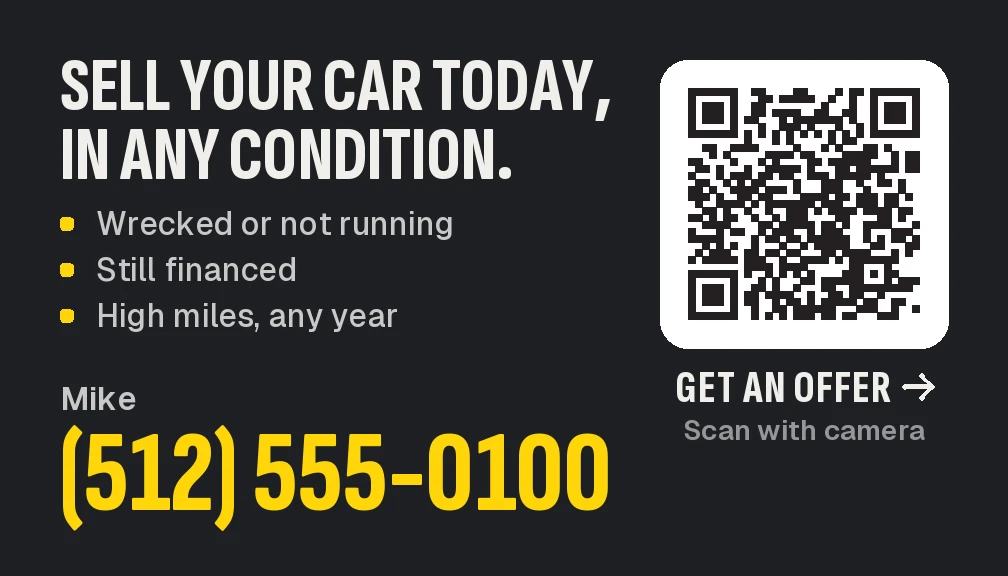 SELL YOUR CAR TODAY,
IN ANY CONDITION.
Wrecked or not running
Still financed
High miles, any year
Mike
(512) 555-0100
GET AN OFFER →
Scan with camera